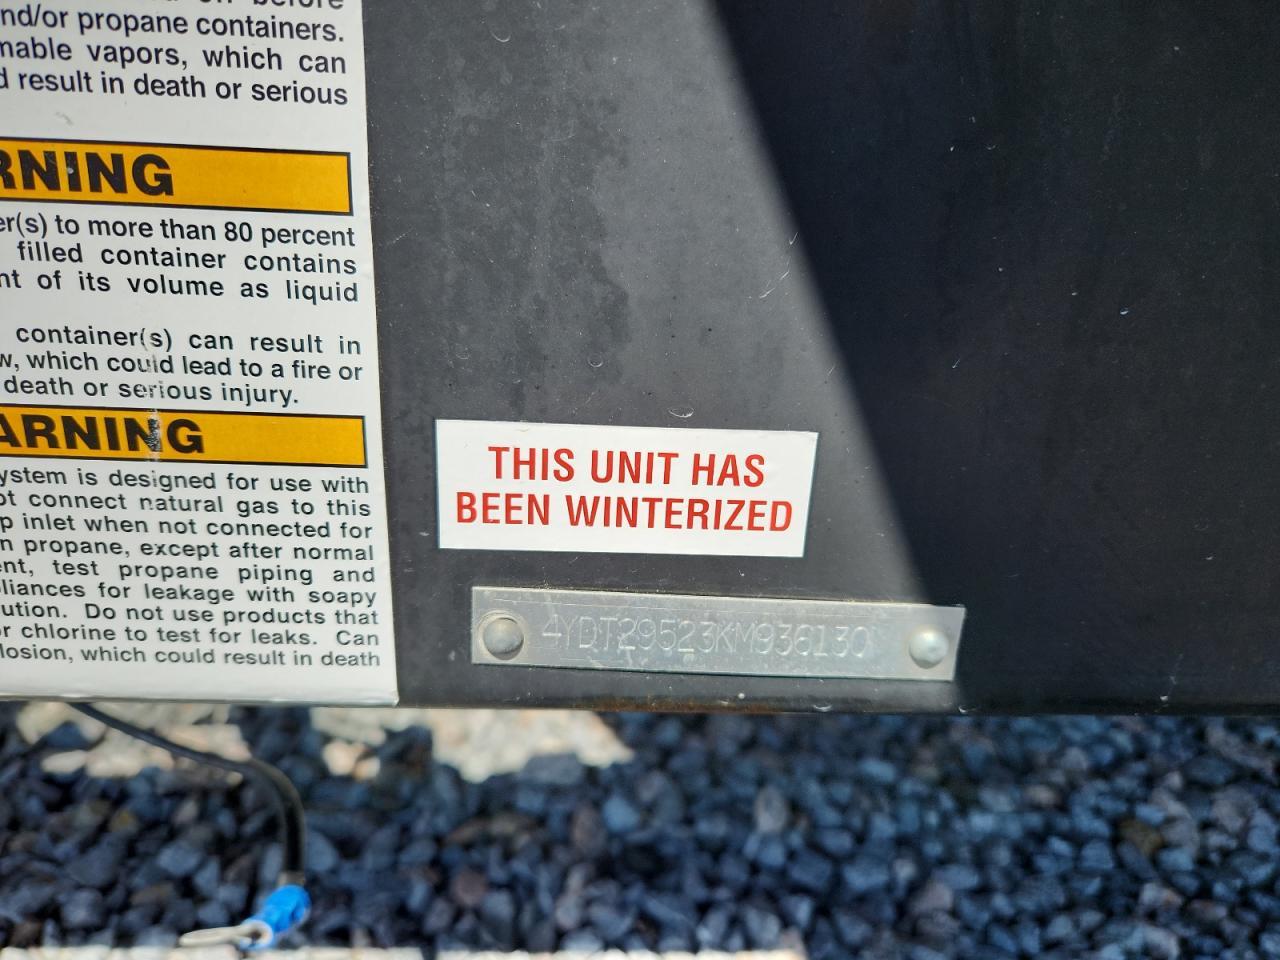 before
nd/or propane containers.
mable vapors, which can
d result in death or serious
RNING
er(s) to more than 80 percent
filled container contains
nt of its volume as liquid
container(s) can result in
w, which could lead to a fire or
death or serious injury.
ARNING
ystem is designed for use with
ot connect natural gas to this
p inlet when not connected for
n propane, except after normal
ent, test propane piping and
liances for leakage with soapy
ution. Do not use products that
r chlorine to test for leaks. Can
losion, which could result in death
THIS UNIT HAS
BEEN WINTERIZED
4YDT29523KM936130